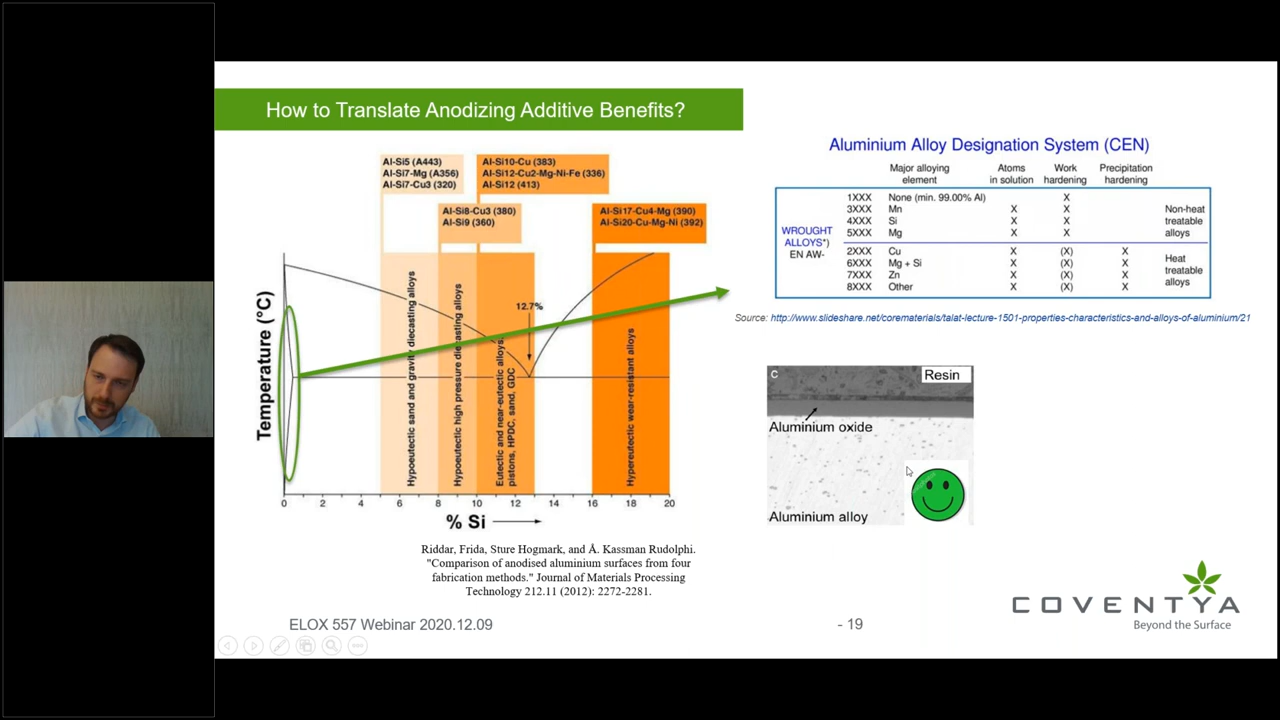 How to Translate Anodizing Additive Benefits?
Al-Si5 (A443)
Al-Si7-Mg (A356)
Al-Si7-Cu3 (320)
Al-Si10-Cu (383)
Al-Si12-Cu2-Mg-Ni-Fe (336)
Al-Si12 (413)
Al-Si8-Cu3 (380)
Al-Si9 (360)
Al-Si17-Cu4-Mg (390)
Al-Si20-Cu-Mg-Ni (392)
Temperature (°C)
Hypoeutectic sand and gravity diecasting alloys
Hypoeutectic high pressure diecasting alloys
Eutectic and near-eutectic alloys,
pistons, HPDC, sand, GDC
12.7%
Hypereutectic wear-resistant alloys
0 2 4 6 8 10 12 14 16 18 20
% Si
Riddar, Frida, Sture Hogmark, and Å. Kassman Rudolphi.
"Comparison of anodised aluminium surfaces from four
fabrication methods." Journal of Materials Processing
Technology 212.11 (2012): 2272-2281.
Aluminium Alloy Designation System (CEN)
Major alloying element Atoms in solution Work hardening Precipitation hardening
WROUGHT ALLOYS*) EN AW-
1XXX None (min. 99.00% Al) X
3XXX Mn X X
4XXX Si X X
5XXX Mg X X
Non-heat treatable alloys
2XXX Cu X (X) X
6XXX Mg + Si X (X) X
7XXX Zn X (X) X
8XXX Other X (X) X
Heat treatable alloys
Source: http://www.slideshare.net/corematerials/talat-lecture-1501-properties-characteristics-and-alloys-of-aluminium/21
C
Resin
Aluminium oxide
Aluminium alloy
ELOX 557 Webinar 2020.12.09
- 19
COVENTYA
Beyond the Surface